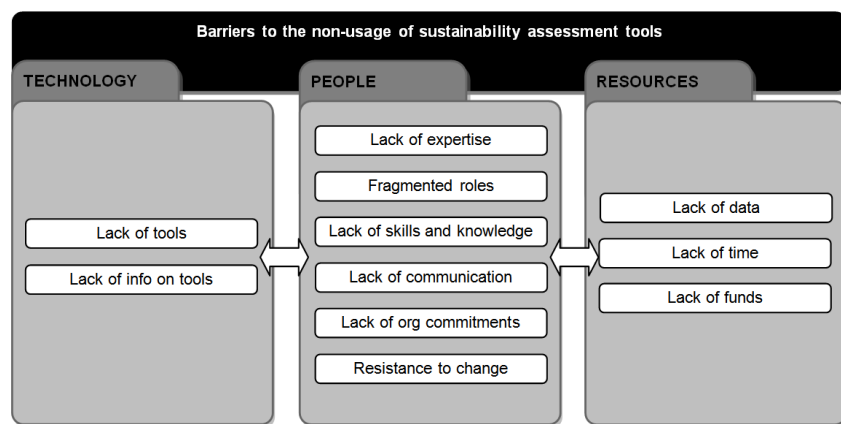 Barriers to the non-usage of sustainability assessment tools
TECHNOLOGY
Lack of tools
Lack of info on tools
PEOPLE
Lack of expertise
Fragmented roles
Lack of skills and knowledge
Lack of communication
Lack of org commitments
Resistance to change
RESOURCES
Lack of data
Lack of time
Lack of funds